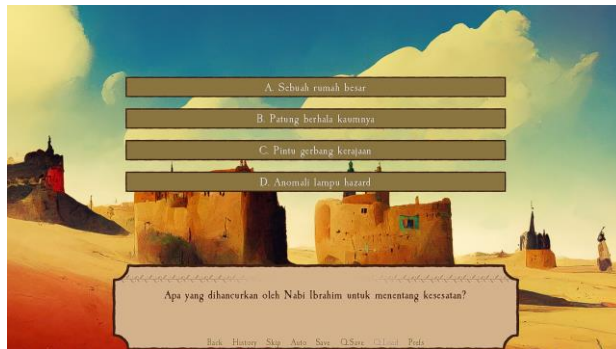 A. Sebuah rumah besar
B. Patung berhala kaumnya
C. Pintu gerbang kerajaan
D. Anomali lampu hazard
Apa yang dihancurkan oleh Nabi Ibrahim untuk menentang kesesatan?
Back History Skip Auto Save Q.Save Q.Load Prefs